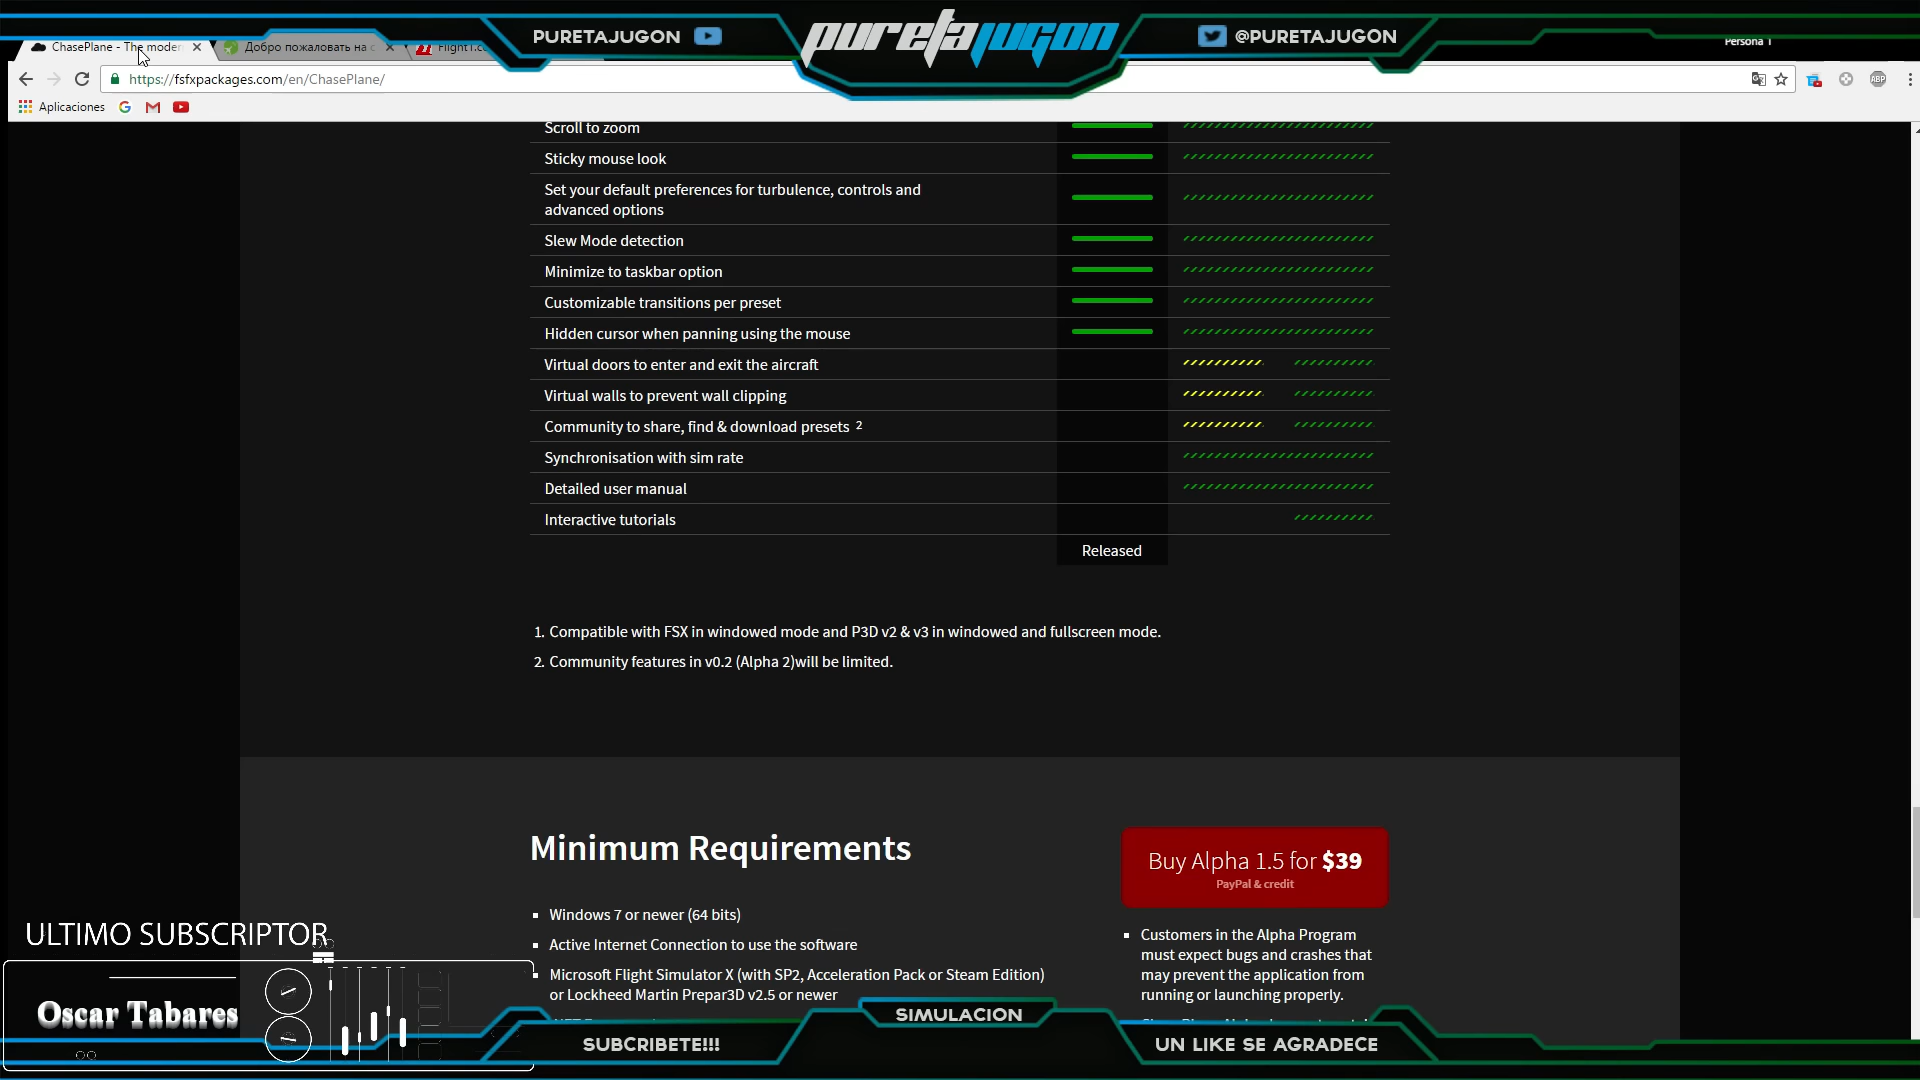 PURETAJUGON
puretajugon
@PURETAJUGON
ChasePlane - The moder
Добро пожаловать на с
Flight1.c
Persona 1
https://fsfxpackages.com/en/ChasePlane/
ABP
Aplicaciones
Scroll to zoom
Sticky mouse look
Set your default preferences for turbulence, controls and
advanced options
Slew Mode detection
Minimize to taskbar option
Customizable transitions per preset
Hidden cursor when panning using the mouse
Virtual doors to enter and exit the aircraft
Virtual walls to prevent wall clipping
Community to share, find & download presets 2
Synchronisation with sim rate
Detailed user manual
Interactive tutorials
Released
1. Compatible with FSX in windowed mode and P3D v2 & v3 in windowed and fullscreen mode.
2. Community features in v0.2 (Alpha 2)will be limited.
Minimum Requirements
Buy Alpha 1.5 for $39
PayPal & credit
Windows 7 or newer (64 bits)
Active Internet Connection to use the software
Microsoft Flight Simulator X (with SP2, Acceleration Pack or Steam Edition)
or Lockheed Martin Prepar3D v2.5 or newer
Customers in the Alpha Program
must expect bugs and crashes that
may prevent the application from
running or launching properly.
ULTIMO SUBSCRIPTOR
Oscar Tabares
SIMULACION
SUBCRIBETE!!!
UN LIKE SE AGRADECE